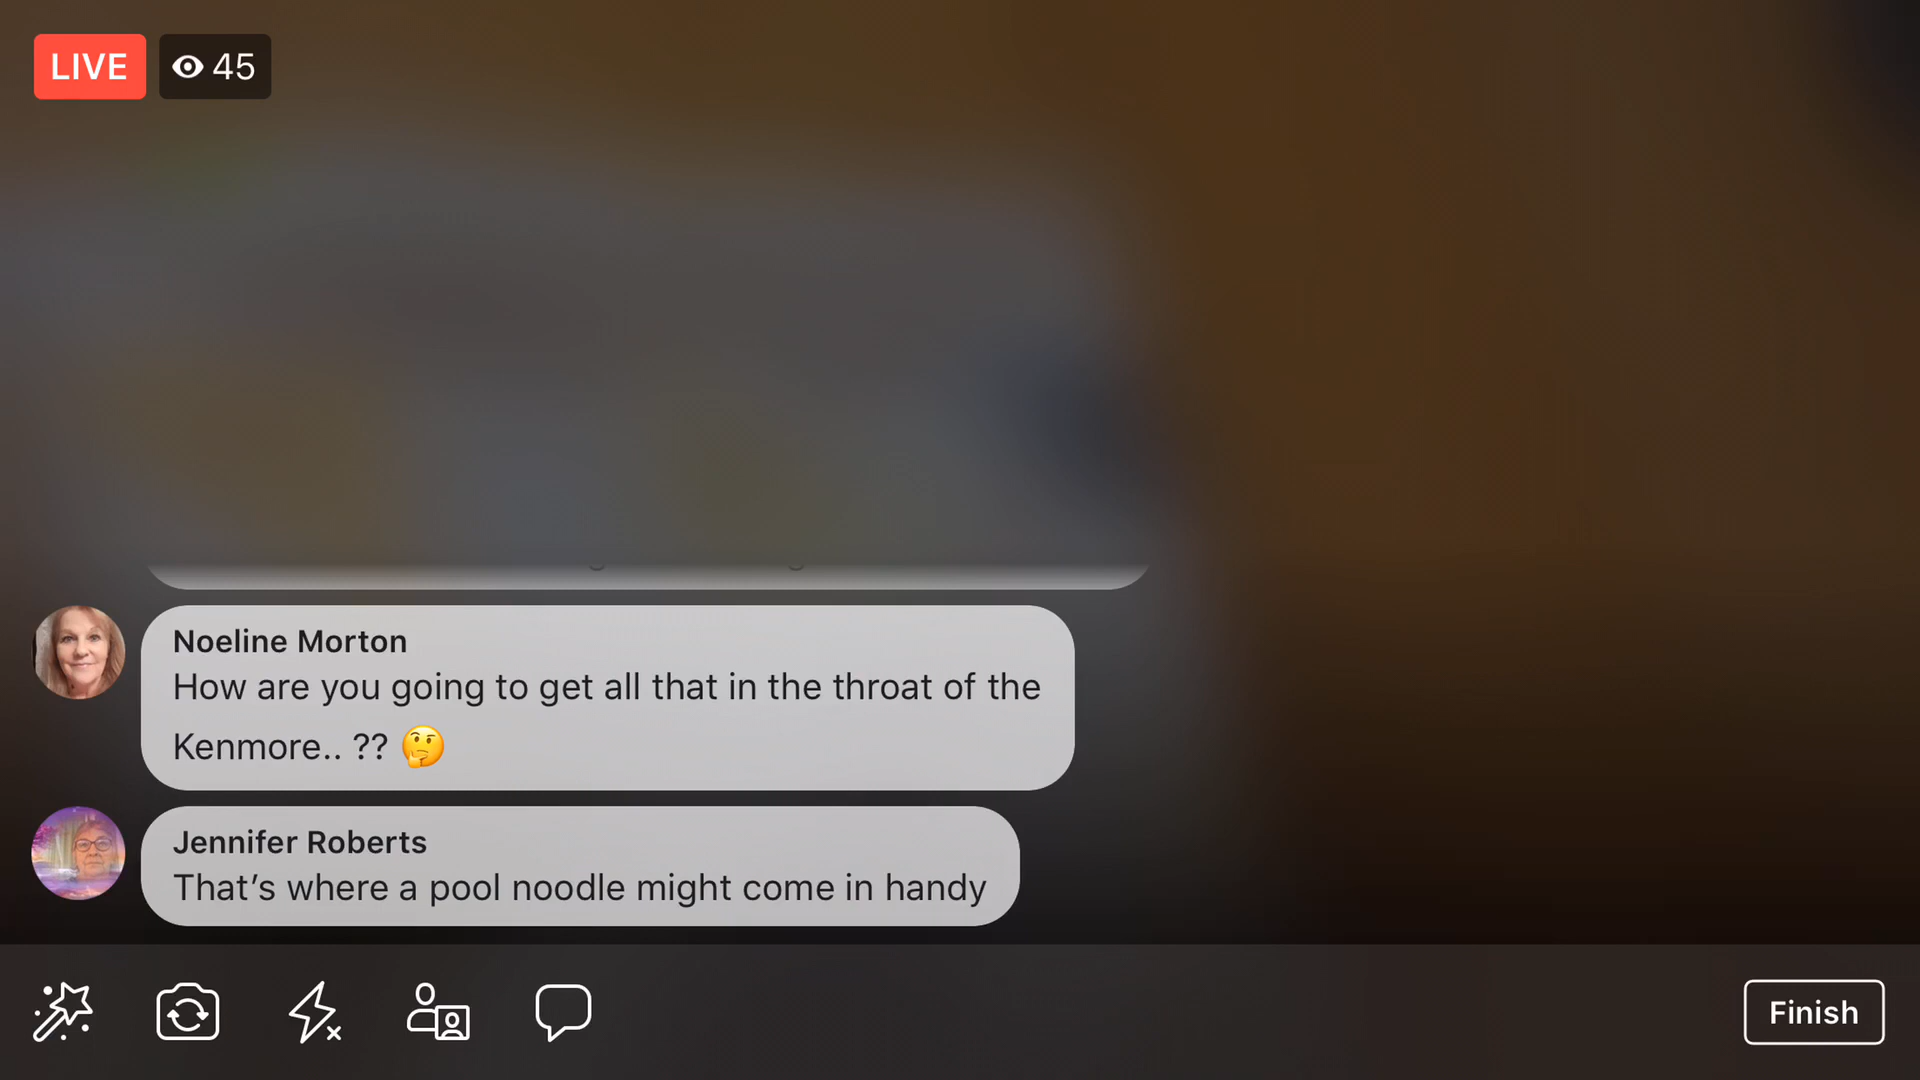 LIVE
45
Noeline Morton
How are you going to get all that in the throat of the
Kenmore.. ?? 🤔
Jennifer Roberts
That’s where a pool noodle might come in handy
Finish